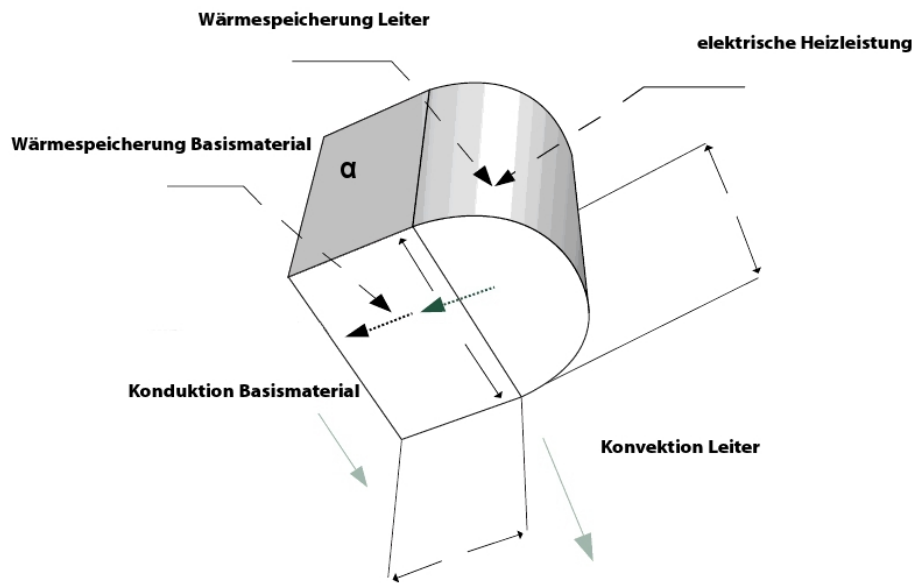 Wärmespeicherung Leiter
elektrische Heizleistung
Wärmespeicherung Basismaterial
α
Konduktion Basismaterial
Konvektion Leiter